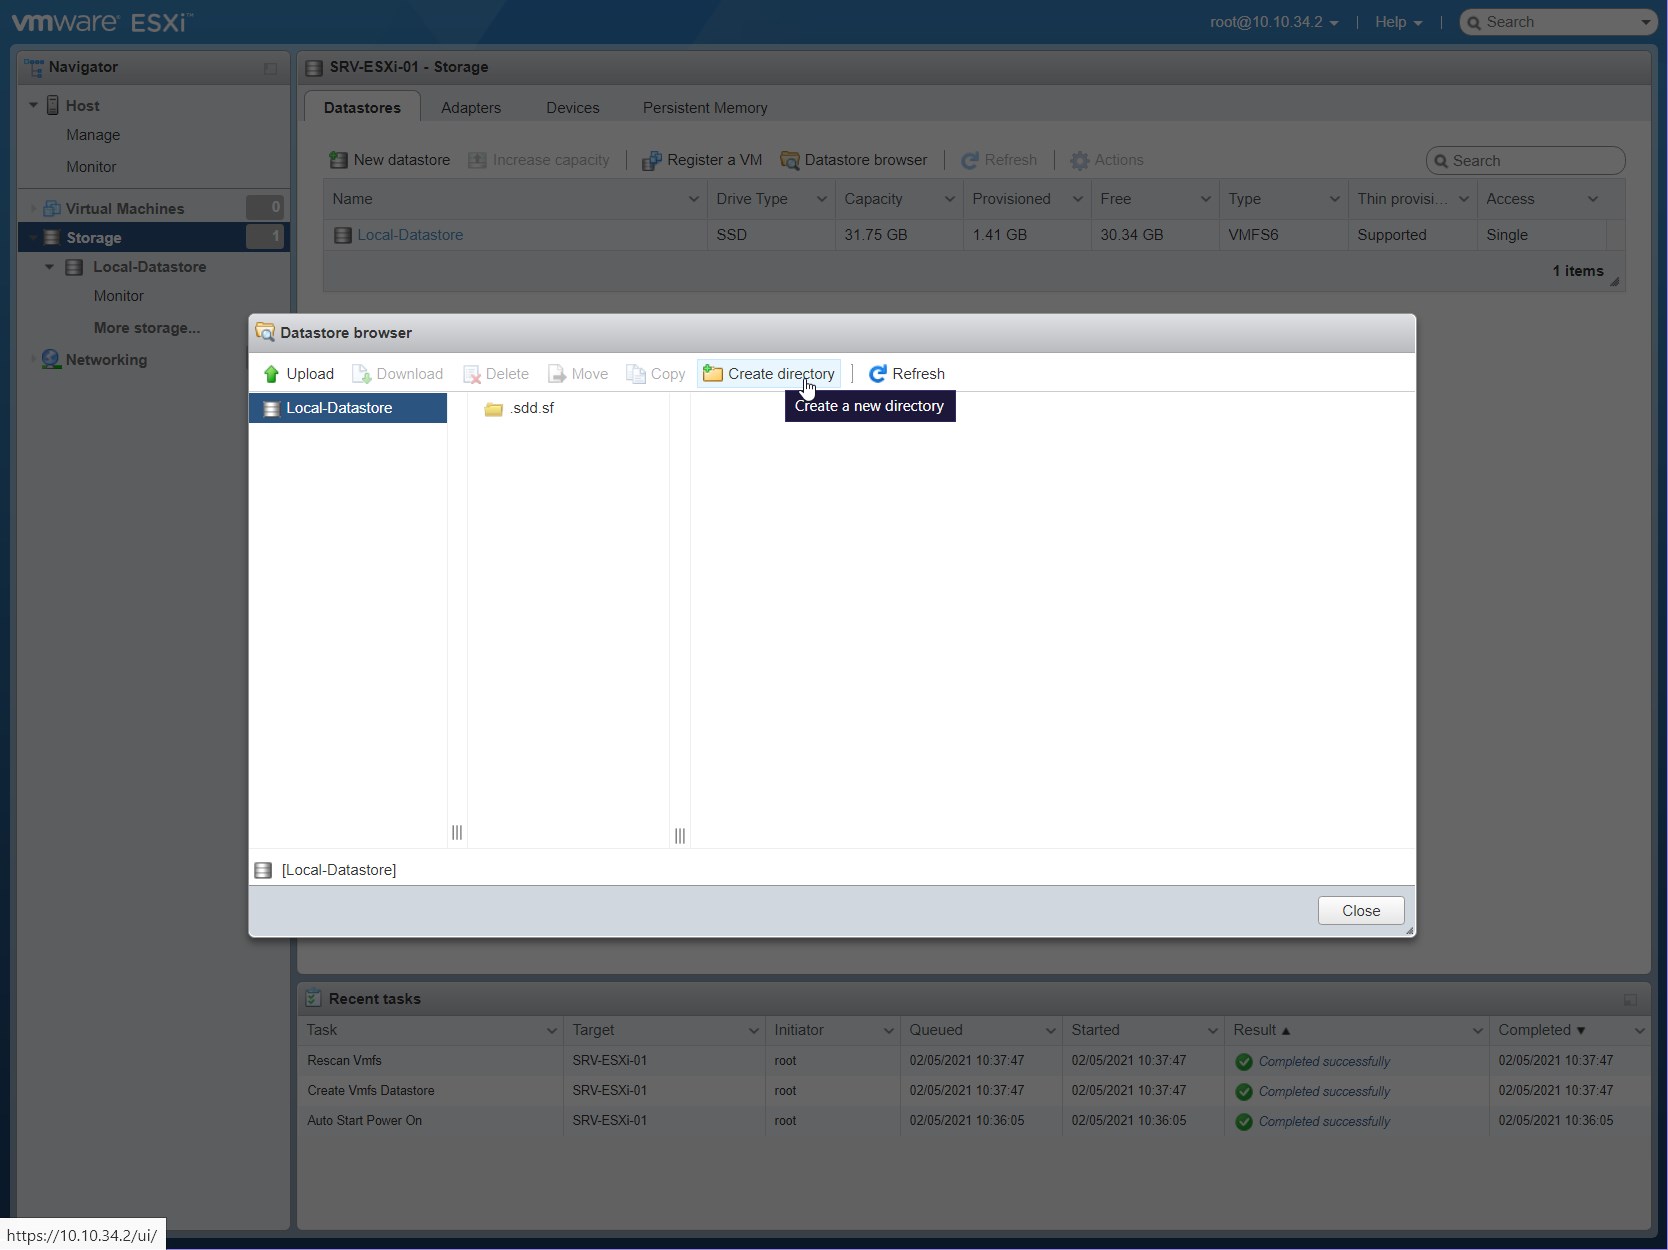 vmware ESXi™
root@10.10.34.2 | Help | Search
Navigator
Host
Manage
Monitor
Virtual Machines 0
Storage 1
Local-Datastore
Monitor
More storage...
Networking
SRV-ESXi-01 - Storage
Datastores Adapters Devices Persistent Memory
New datastore Increase capacity | Register a VM Datastore browser | Refresh | Actions Search
Name Drive Type Capacity Provisioned Free Type Thin provisi... Access
Local-Datastore SSD 31.75 GB 1.41 GB 30.34 GB VMFS6 Supported Single
1 items
Datastore browser
Upload Download Delete Move Copy Create directory | Refresh
Create a new directory
Local-Datastore .sdd.sf
[Local-Datastore]
Close
Recent tasks
Task Target Initiator Queued Started Result Completed
Rescan Vmfs SRV-ESXi-01 root 02/05/2021 10:37:47 02/05/2021 10:37:47 Completed successfully 02/05/2021 10:37:47
Create Vmfs Datastore SRV-ESXi-01 root 02/05/2021 10:37:47 02/05/2021 10:37:47 Completed successfully 02/05/2021 10:37:47
Auto Start Power On SRV-ESXi-01 root 02/05/2021 10:36:05 02/05/2021 10:36:05 Completed successfully 02/05/2021 10:36:05
https://10.10.34.2/ui/